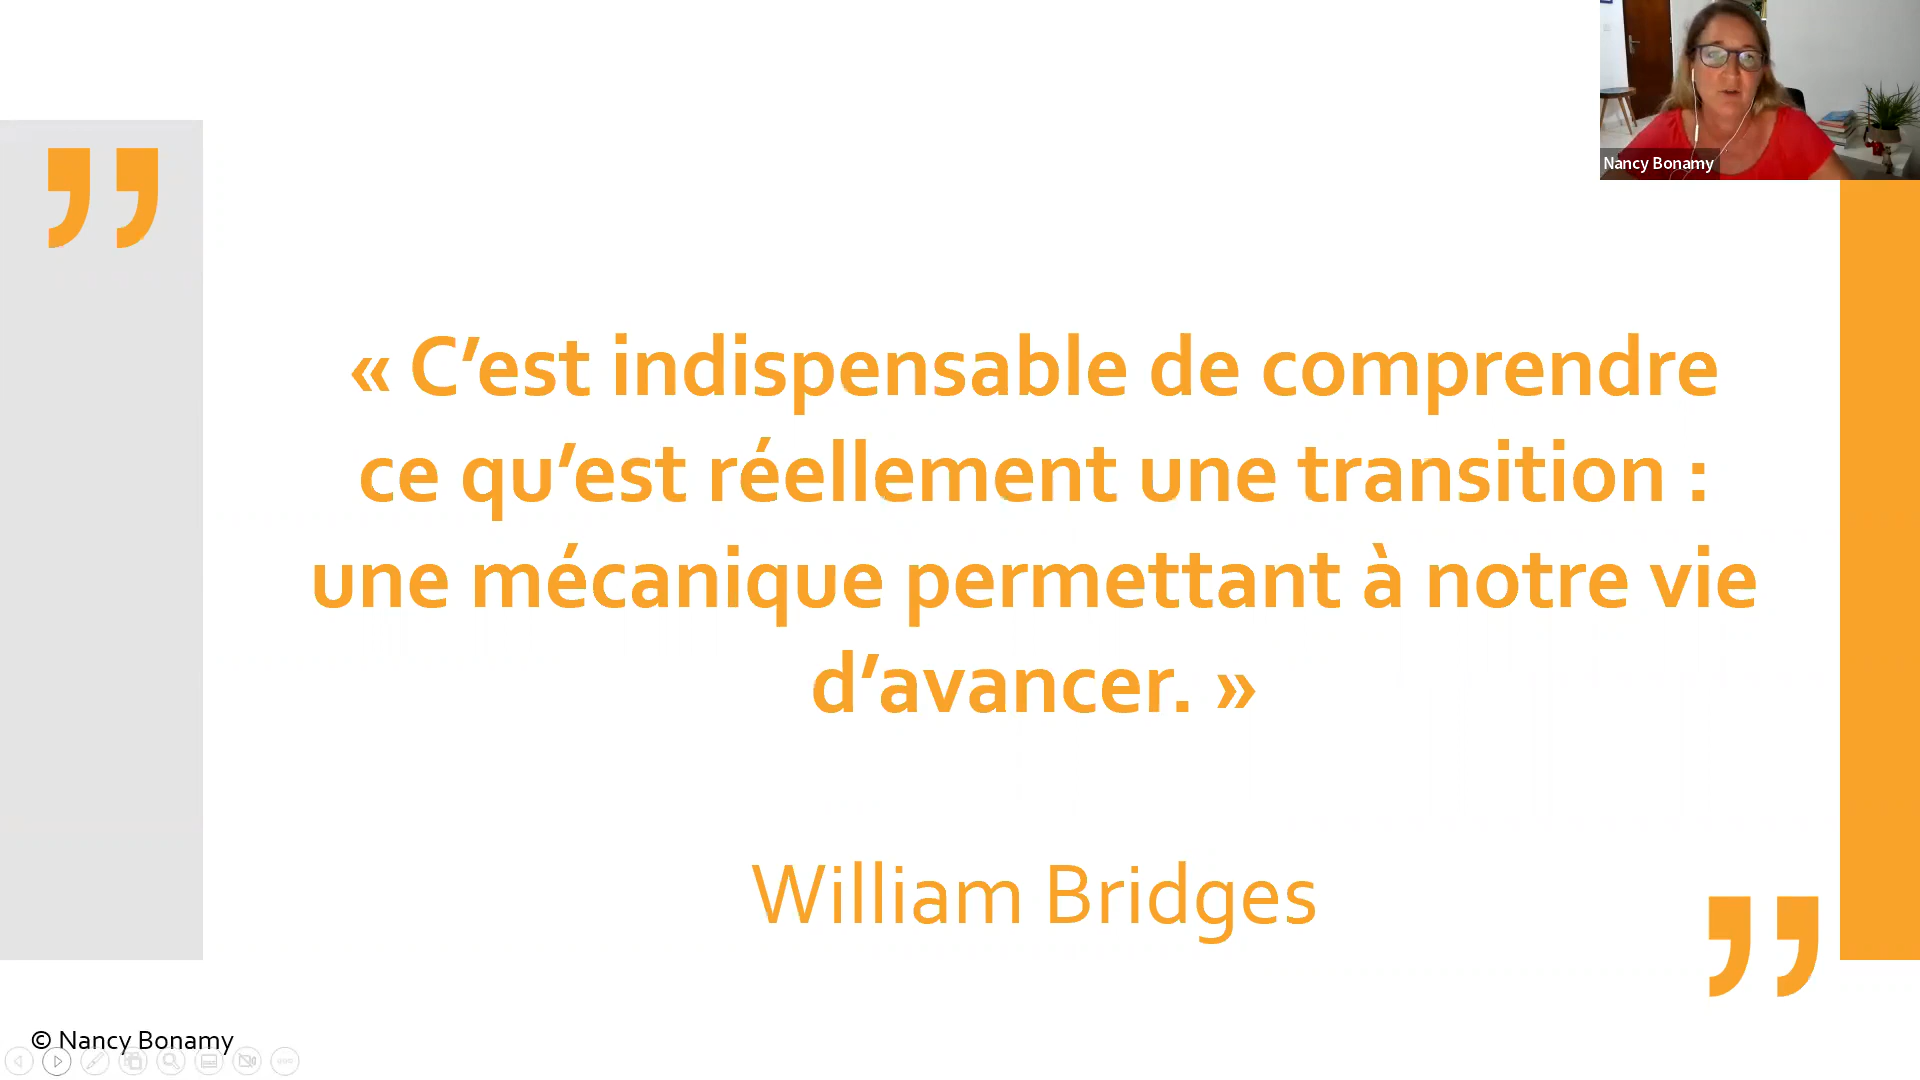 Nancy Bonamy
”
« C’est indispensable de comprendre
ce qu’est réellement une transition :
une mécanique permettant à notre vie
d’avancer. »
William Bridges
”
© Nancy Bonamy